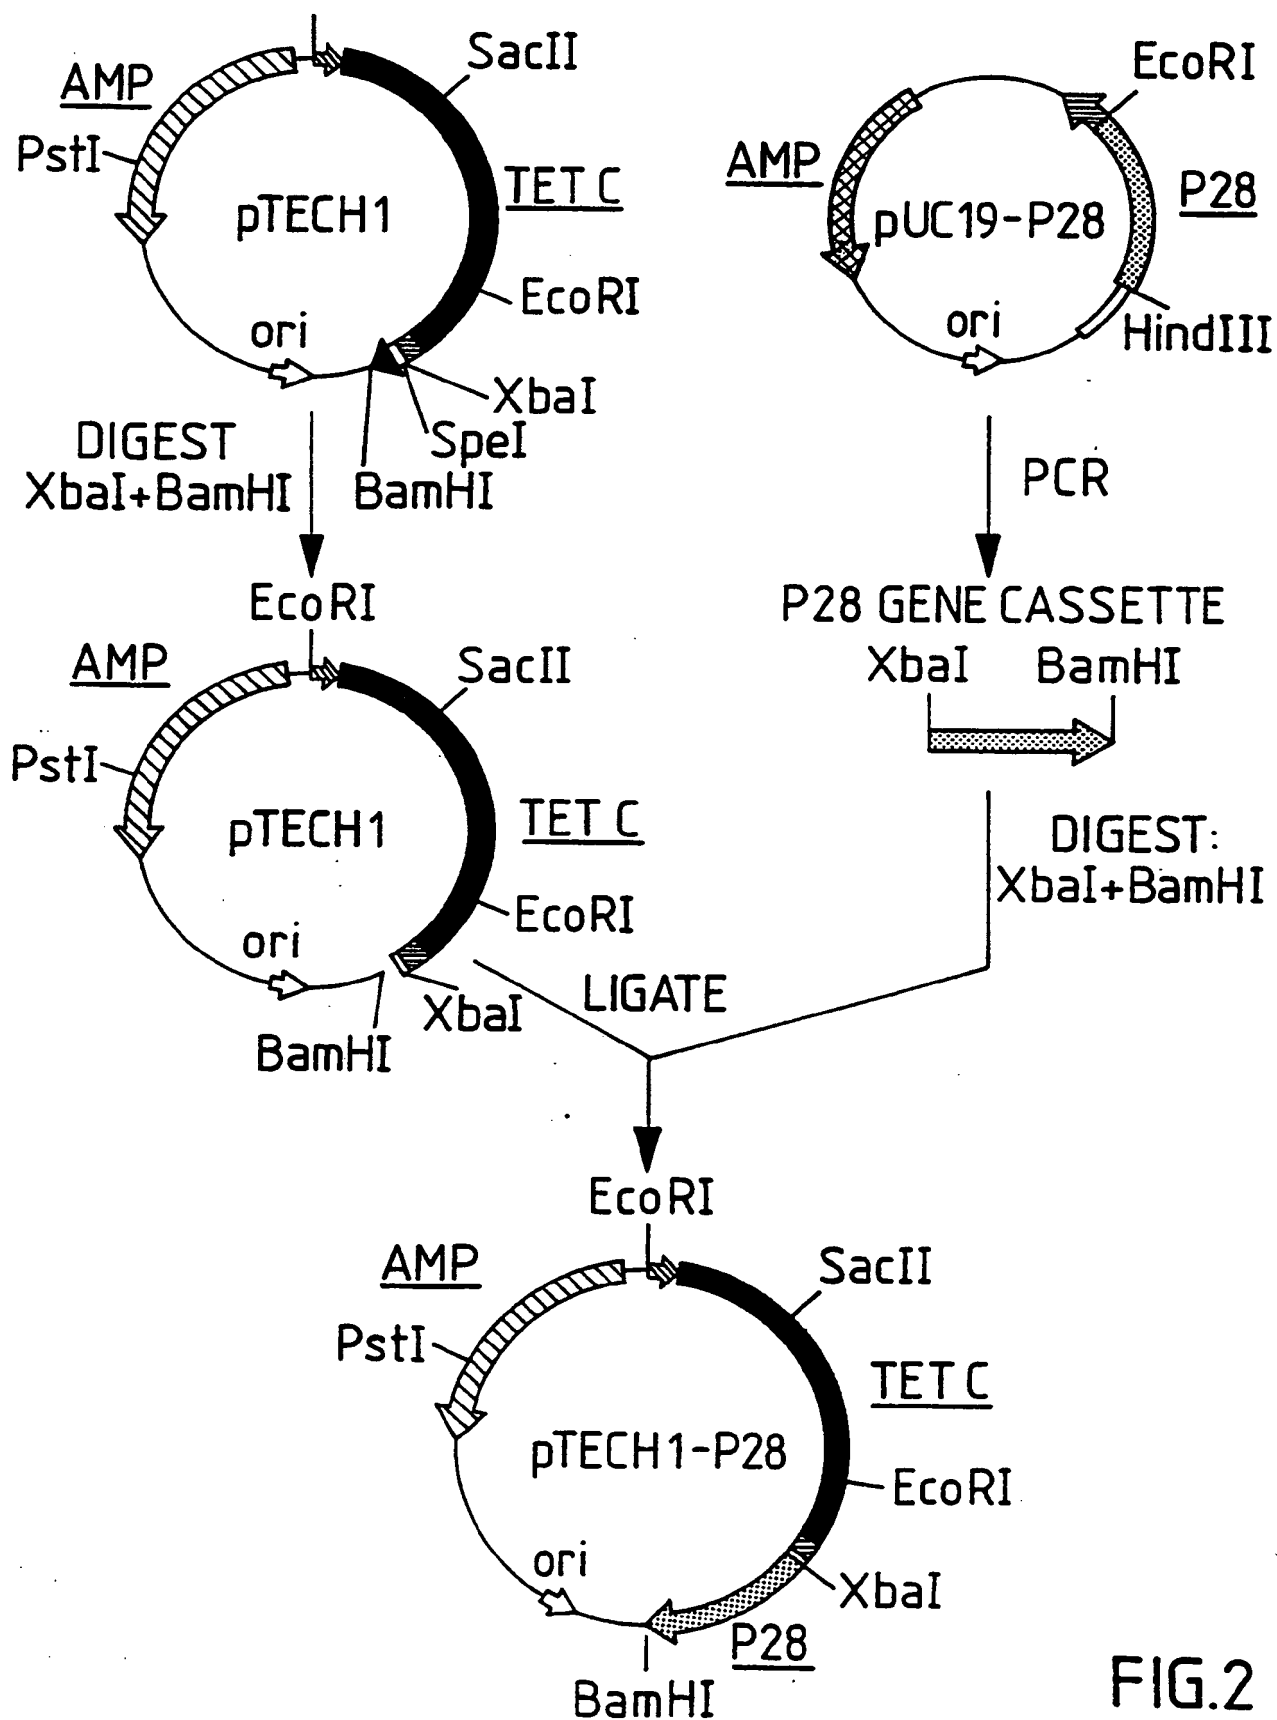 SacII
AMP
PstI
pTECH1
TET C
EcoRI
ori
XbaI
SpeI
BamHI
DIGEST
XbaI+BamHI
EcoRI
AMP
pUC19-P28
P28
ori
HindIII
PCR
P28 GENE CASSETTE
XbaI BamHI
DIGEST:
XbaI+BamHI
EcoRI
AMP
SacII
PstI
pTECH1
TET C
EcoRI
ori
XbaI
BamHI
LIGATE
EcoRI
AMP
SacII
PstI
TET C
pTECH1-P28
EcoRI
ori
XbaI
P28
BamHI
FIG.2